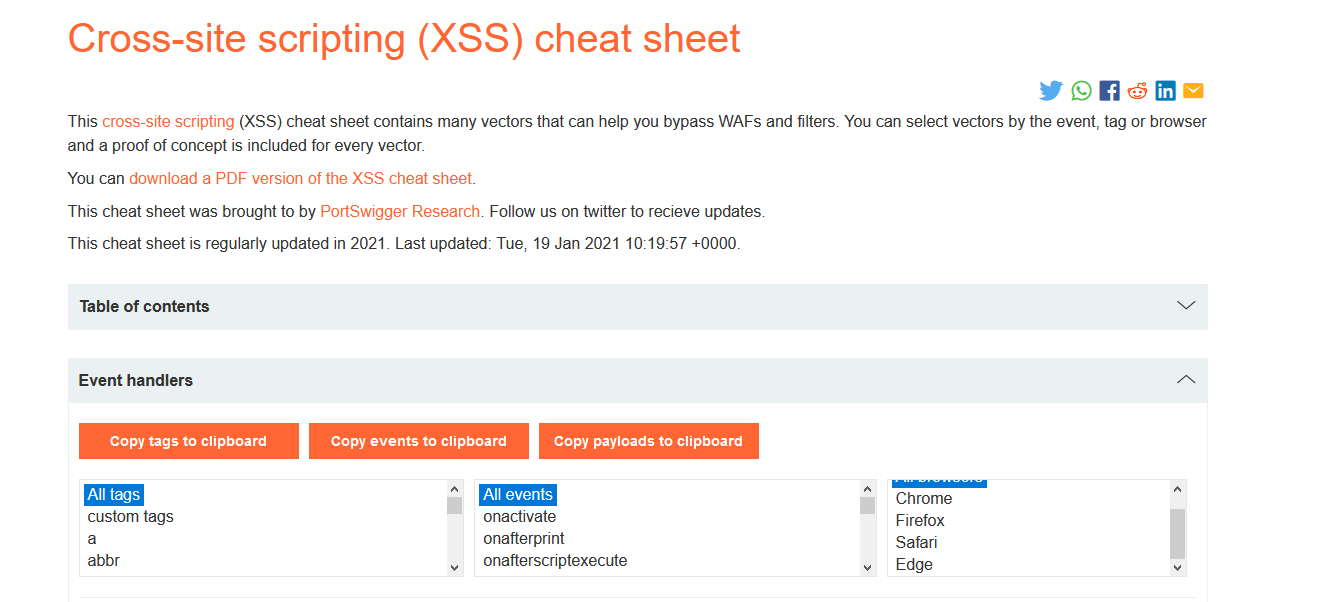 Cross-site scripting (XSS) cheat sheet
This cross-site scripting (XSS) cheat sheet contains many vectors that can help you bypass WAFs and filters. You can select vectors by the event, tag or browser
and a proof of concept is included for every vector.
You can download a PDF version of the XSS cheat sheet.
This cheat sheet was brought to by PortSwigger Research. Follow us on twitter to recieve updates.
This cheat sheet is regularly updated in 2021. Last updated: Tue, 19 Jan 2021 10:19:57 +0000.
Table of contents
Event handlers
Copy tags to clipboard Copy events to clipboard Copy payloads to clipboard
All tags
custom tags
a
abbr
All events
onactivate
onafterprint
onafterscriptexecute
All browsers
Chrome
Firefox
Safari
Edge